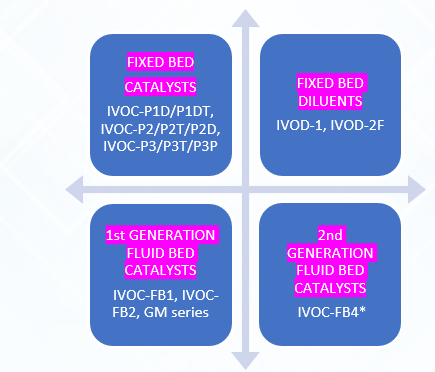 FIXED BED
CATALYSTS
IVOC-P1D/P1DT,
IVOC-P2/P2T/P2D,
IVOC-P3/P3T/P3P
FIXED BED
DILUENTS
IVOD-1, IVOD-2F
1st GENERATION
FLUID BED
CATALYSTS
IVOC-FB1, IVOC-
FB2, GM series
2nd
GENERATION
FLUID BED
CATALYSTS
IVOC-FB4*